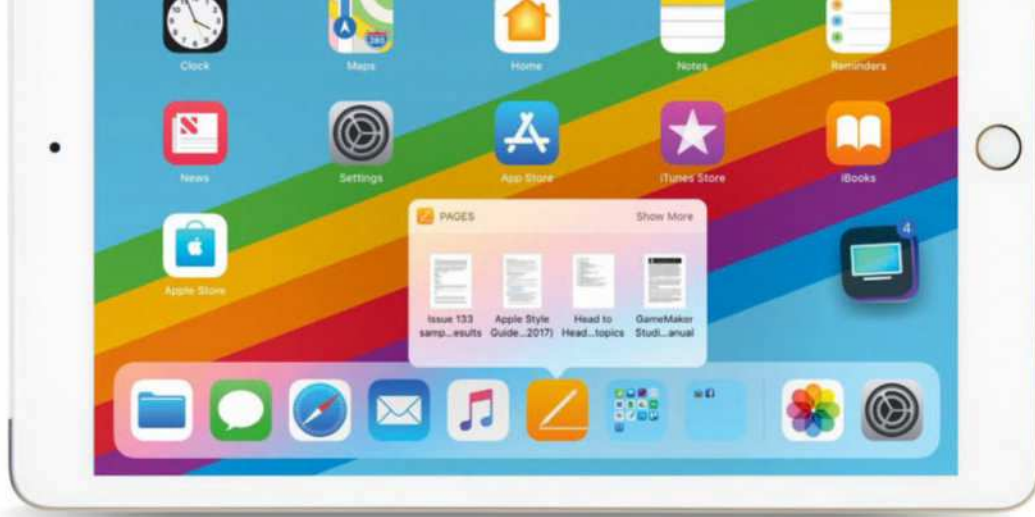 Clock
Maps
Home
Notes
Reminders
News
Settings
App Store
iTunes Store
iBooks
Apple Store
4
PAGES
Show More
Issue 133
samp...esults
Apple Style
Guide...2017)
Head to
Head...topics
GameMaker
Studi...anual